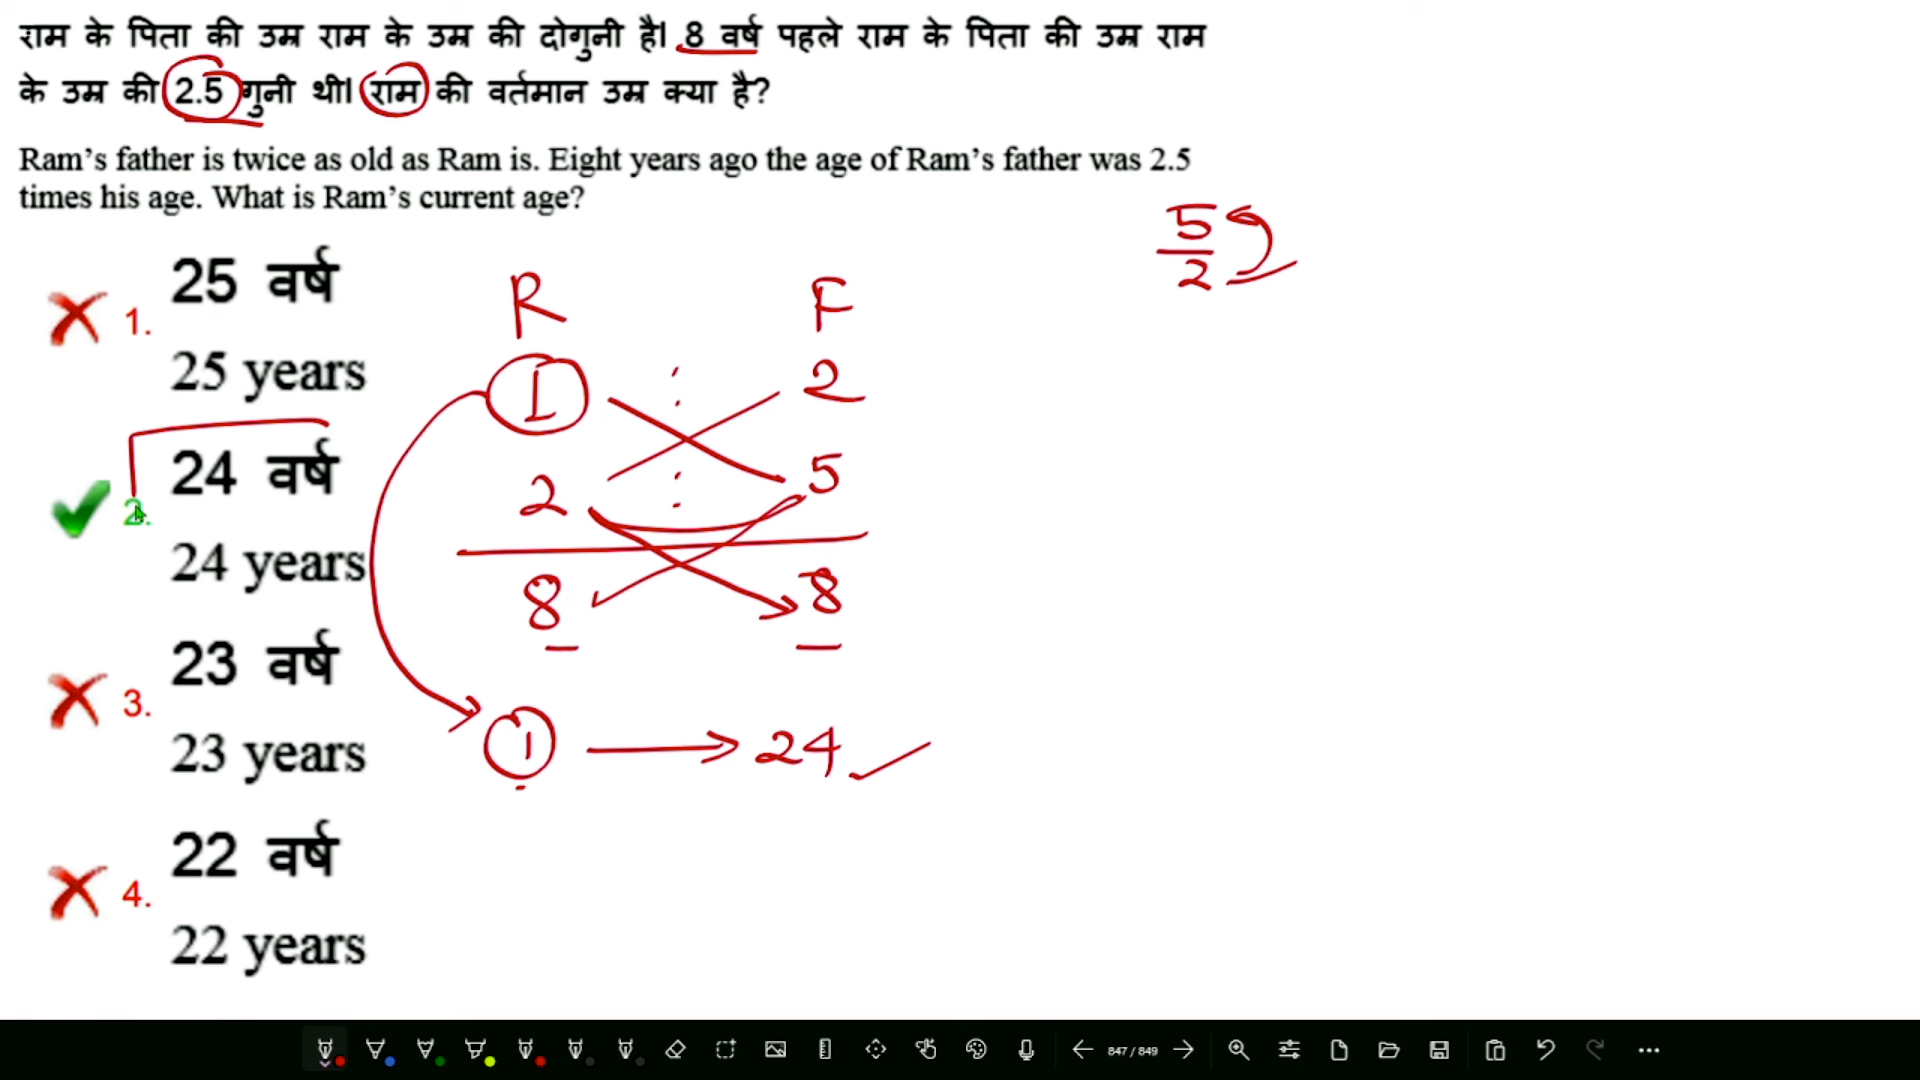 राम के पिता की उम्र राम के उम्र की दोगुनी है। 8 वर्ष पहले राम के पिता की उम्र राम
के उम्र की 2.5 गुनी थी। राम की वर्तमान उम्र क्या है?
Ram's father is twice as old as Ram is. Eight years ago the age of Ram's father was 2.5
times his age. What is Ram's current age?
5
2
R F
1. 25 वर्ष
25 years
1 : 2
2. 24 वर्ष
24 years
2 : 5
8 8
3. 23 वर्ष
23 years
1 → 24
4. 22 वर्ष
22 years
847 / 849